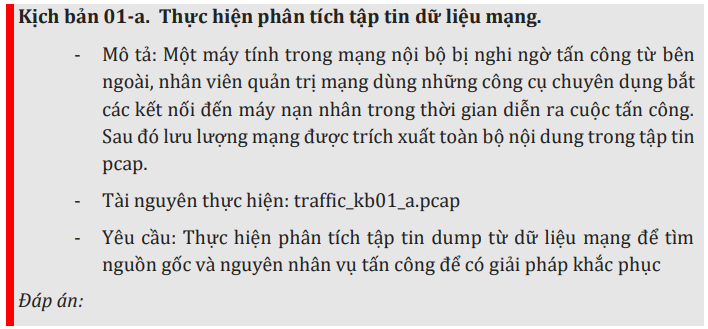 Kịch bản 01-a. Thực hiện phân tích tập tin dữ liệu mạng.
- Mô tả: Một máy tính trong mạng nội bộ bị nghi ngờ tấn công từ bên
ngoài, nhân viên quản trị mạng dùng những công cụ chuyên dụng bắt
các kết nối đến máy nạn nhân trong thời gian diễn ra cuộc tấn công.
Sau đó lưu lượng mạng được trích xuất toàn bộ nội dung trong tập tin
pcap.
- Tài nguyên thực hiện: traffic_kb01_a.pcap
- Yêu cầu: Thực hiện phân tích tập tin dump từ dữ liệu mạng để tìm
nguồn gốc và nguyên nhân vụ tấn công để có giải pháp khắc phục
Đáp án: